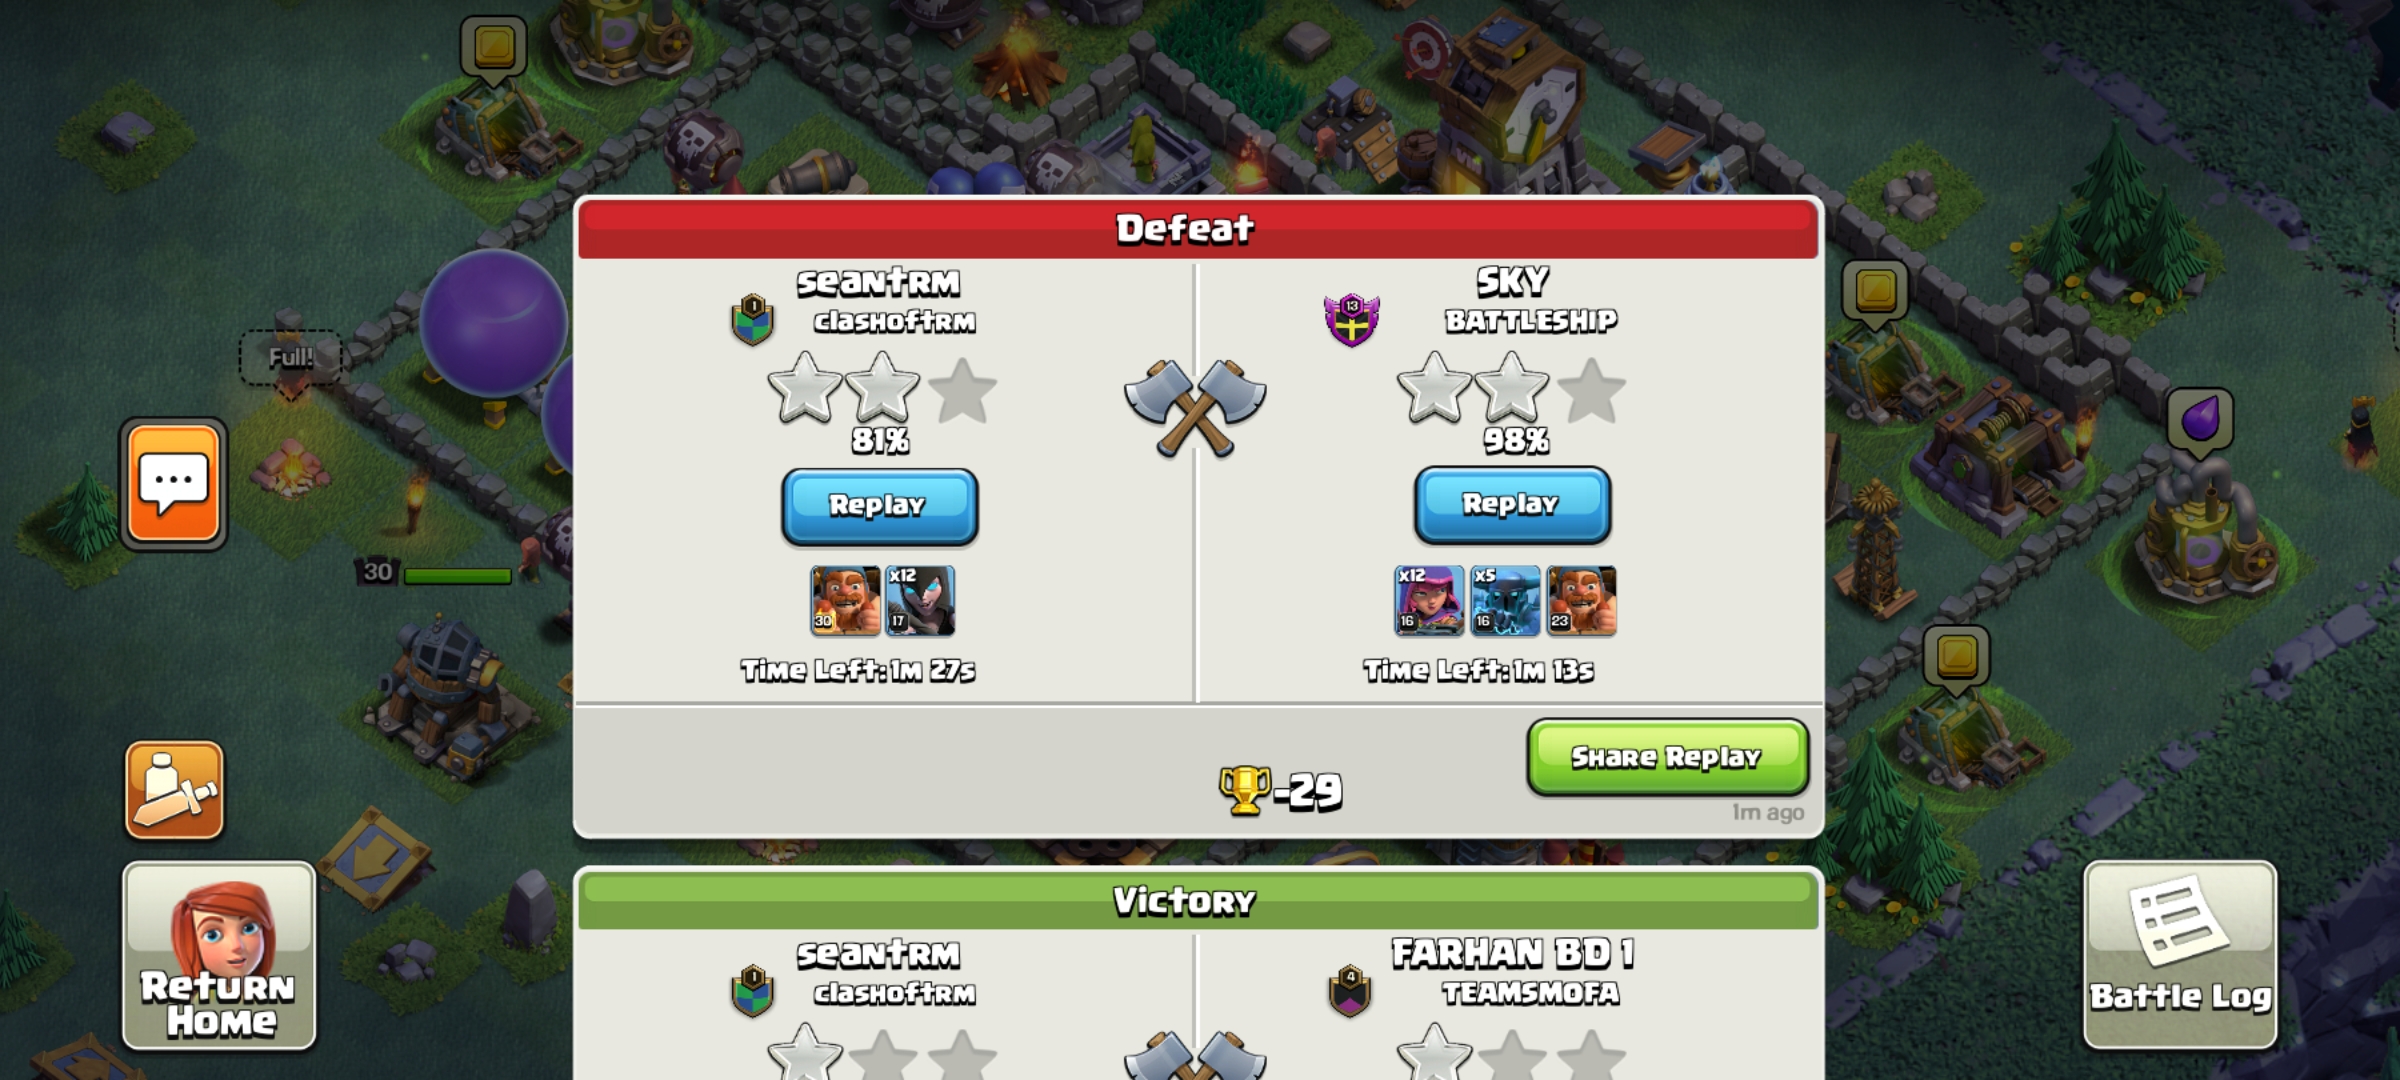 Defeat
seantrm
clashoftrm
1
81%
Replay
30
x12
17
Time Left:1m 27s
SKY
BATTLESHIP
13
98%
Replay
x12
16
x5
16
23
Time Left:1m 13s
-29
Share Replay
1m ago
Victory
seantrm
clashoftrm
1
FARHAN BD 1
TEAMSMOFA
4
Full!
30
Return
Home
Battle Log